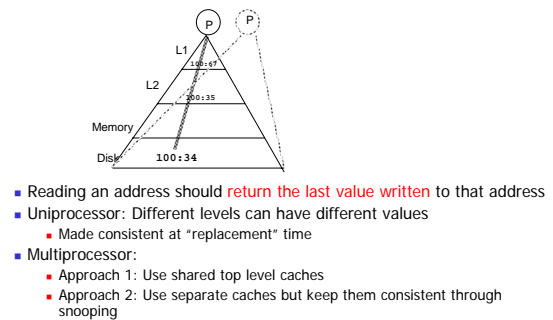 P
P
L1
100:67
L2
100:35
Memory
Disk
100:34
Reading an address should return the last value written to that address
Uniprocessor: Different levels can have different values
Made consistent at "replacement" time
Multiprocessor:
Approach 1: Use shared top level caches
Approach 2: Use separate caches but keep them consistent through
snooping